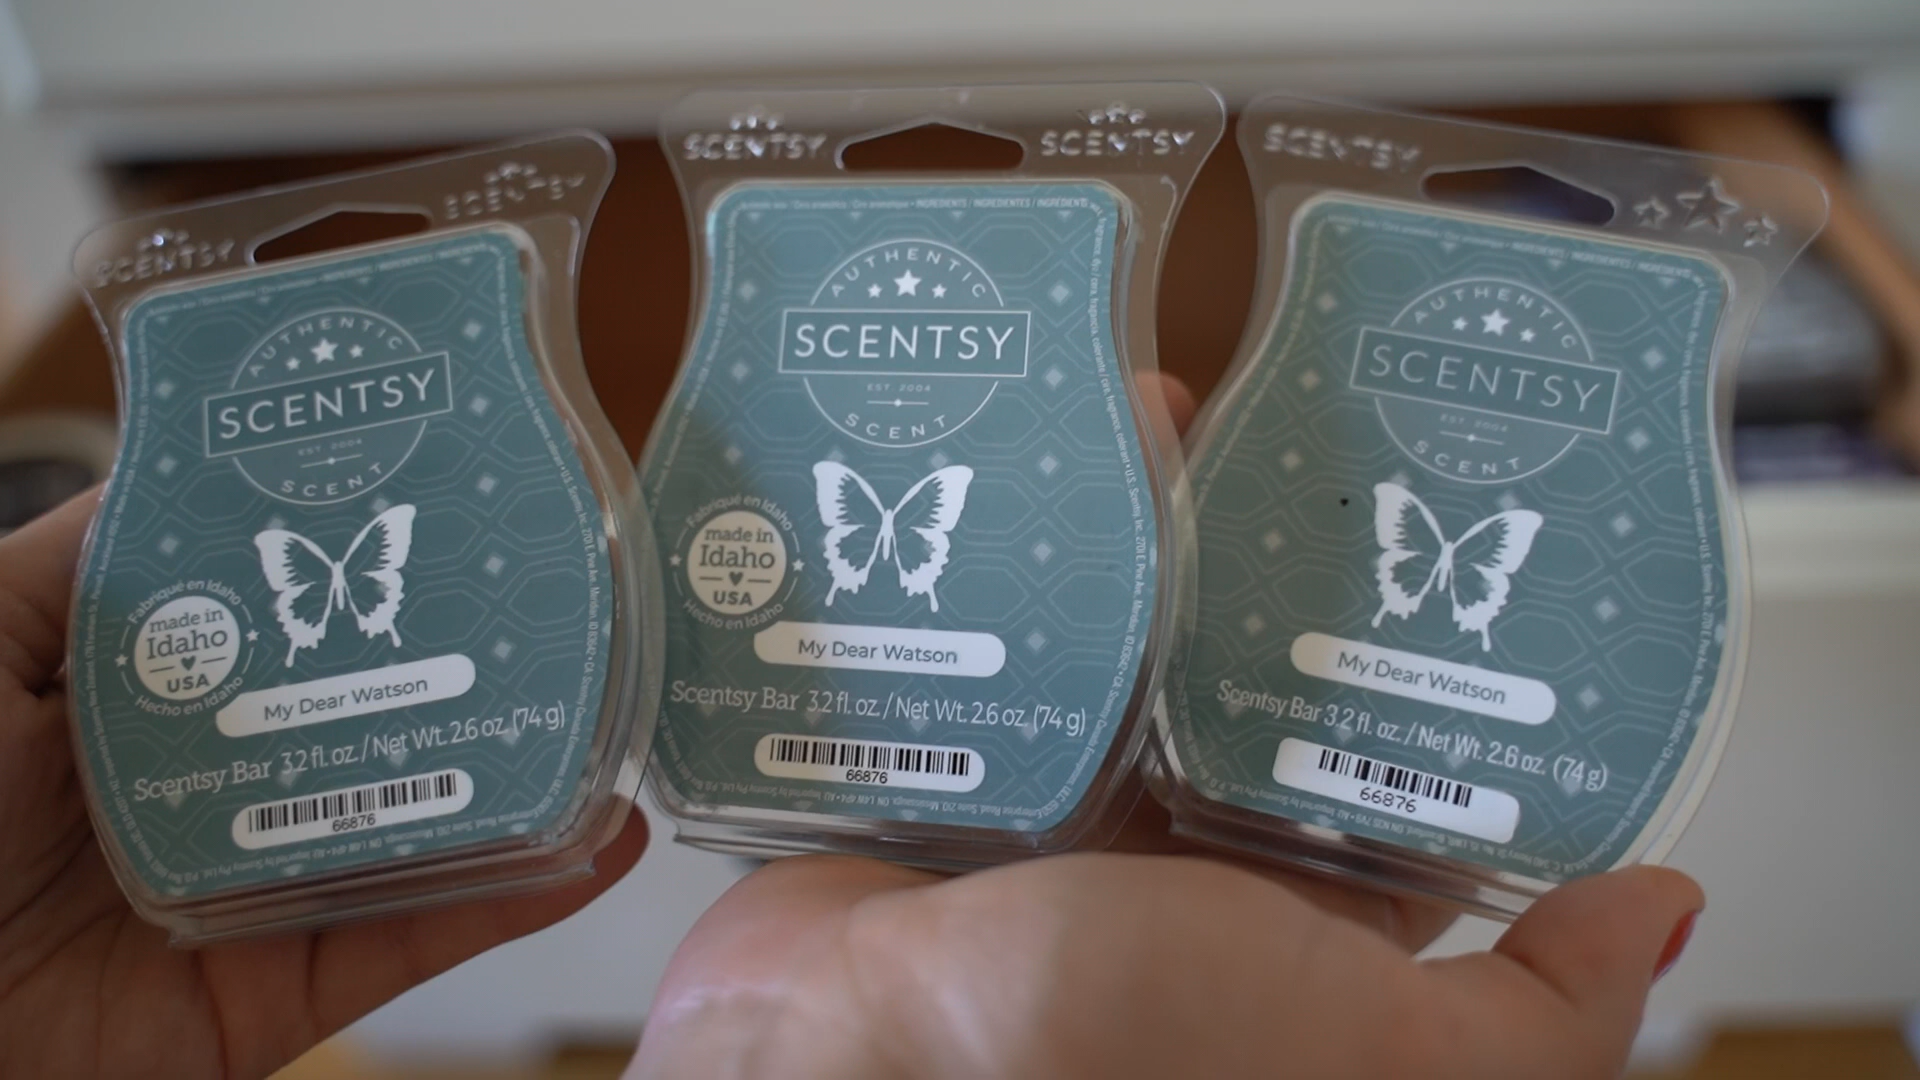 SCENTSY
SCENTSY
AUTHENTIC
SCENTSY
EST. 2004
SCENT
Fabriqué en Idaho
made in
Idaho
USA
Hecho en Idaho
My Dear Watson
Scentsy Bar 3.2 fl. oz. / Net Wt. 2.6 oz. (74 g)
66876
SCENTSY
SCENTSY
INGREDIENTS / INGREDIENTES / INGRÉDIENTS
AUTHENTIC
SCENTSY
EST. 2004
SCENT
Fabriqué en Idaho
made in
Idaho
USA
Hecho en Idaho
My Dear Watson
Scentsy Bar 3.2 fl. oz. / Net Wt. 2.6 oz. (74 g)
66876
SCENTSY
AUTHENTIC
SCENTSY
EST. 2004
SCENT
My Dear Watson
Scentsy Bar 3.2 fl. oz. / Net Wt. 2.6 oz. (74 g)
66876